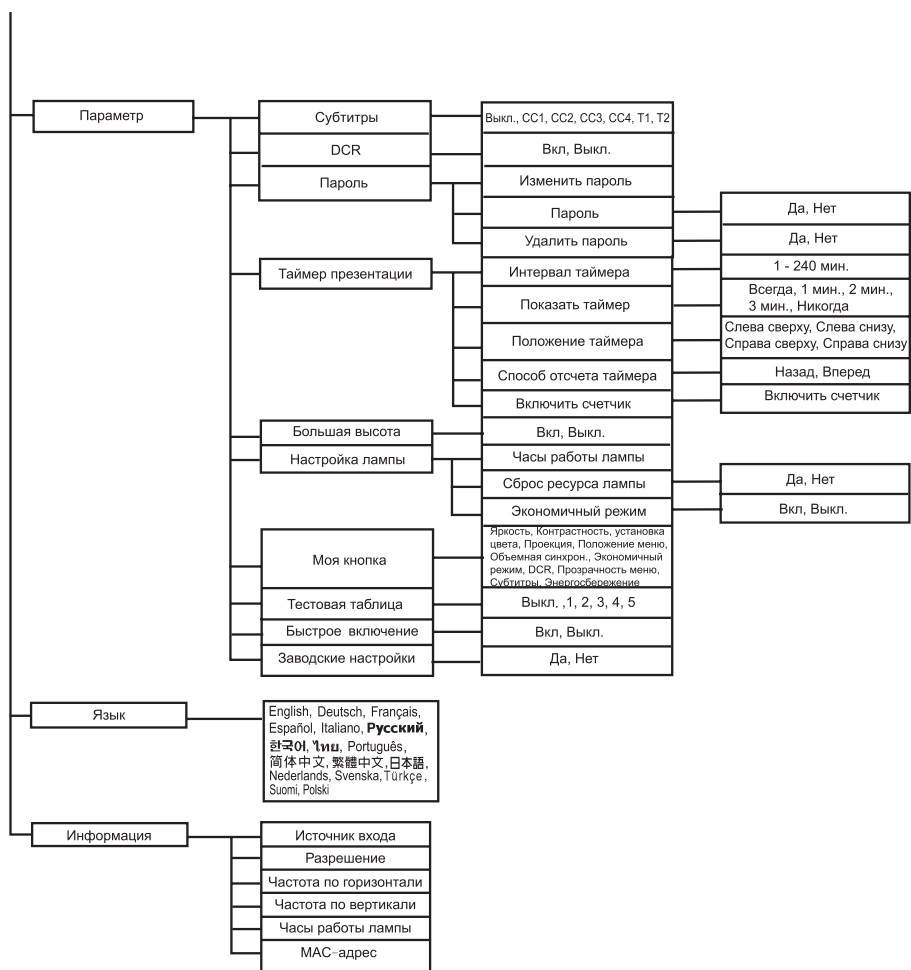 Параметр
Субтитры
Выкл., CC1, CC2, CC3, CC4, T1, T2
DCR
Вкл, Выкл.
Пароль
Изменить пароль
Пароль
Да, Нет
Удалить пароль
Да, Нет
Таймер презентации
Интервал таймера
1 - 240 мин.
Показать таймер
Всегда, 1 мин., 2 мин.,
3 мин., Никогда
Положение таймера
Слева сверху, Слева снизу,
Справа сверху, Справа снизу
Способ отсчета таймера
Назад, Вперед
Включить счетчик
Включить счетчик
Большая высота
Вкл, Выкл.
Настройка лампы
Часы работы лампы
Сброс ресурса лампы
Да, Нет
Экономичный режим
Вкл, Выкл.
Моя кнопка
Яркость, Контрастность, установка
цвета, Проекция, Положение меню,
Объемная синхрон., Экономичный
режим, DCR, Прозрачность меню,
Субтитры, Энергосбережение
Тестовая таблица
Выкл. ,1, 2, 3, 4, 5
Быстрое включение
Вкл, Выкл.
Заводские настройки
Да, Нет
Язык
English, Deutsch, Français,
Español, Italiano, Русский,
한국어, ไทย, Português,
简体中文, 繁體中文, 日本語,
Nederlands, Svenska, Türkçe,
Suomi, Polski
Информация
Источник входа
Разрешение
Частота по горизонтали
Частота по вертикали
Часы работы лампы
MAC-адрес